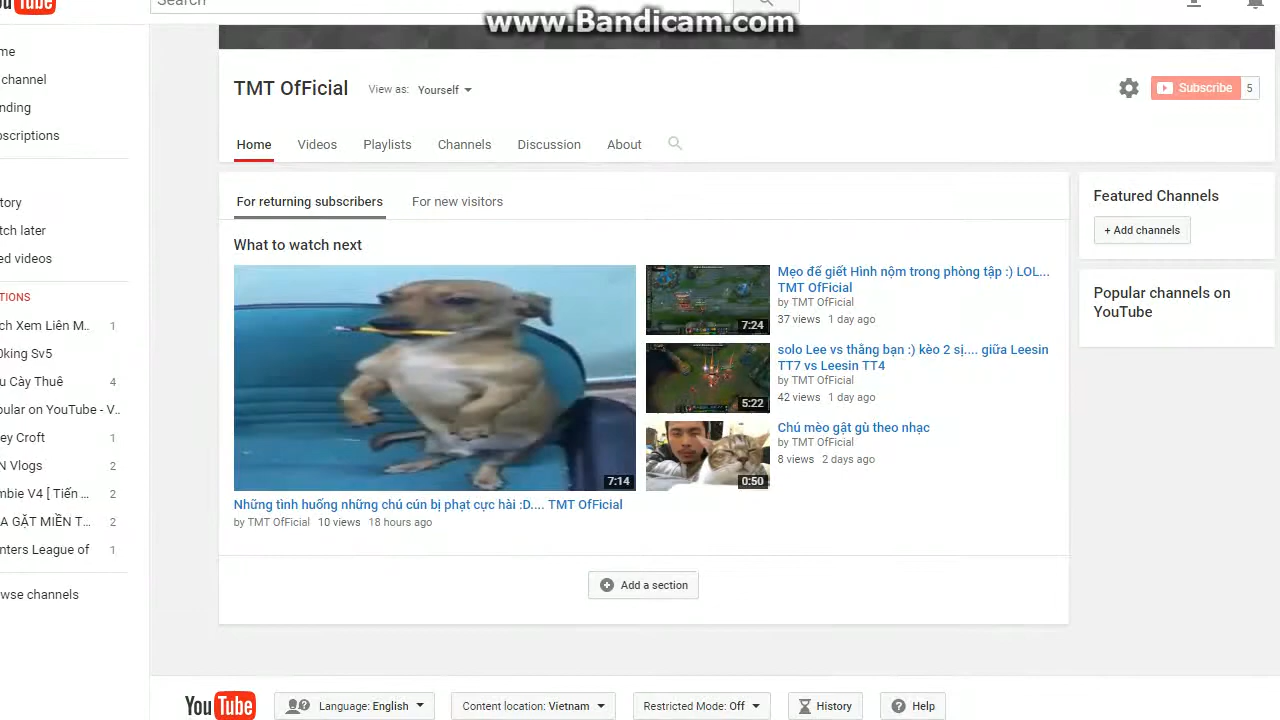 YouTube
Search
www.Bandicam.com
TMT OfFicial View as: Yourself
Subscribe 5
Home Videos Playlists Channels Discussion About
For returning subscribers For new visitors
What to watch next
7:14
Những tình huống những chú cún bị phạt cực hài :D.... TMT OfFicial
by TMT OfFicial 10 views 18 hours ago
7:24
Mẹo để giết Hình nộm trong phòng tập :) LOL...
TMT OfFicial
by TMT OfFicial
37 views 1 day ago
5:22
solo Lee vs thằng bạn :) kèo 2 sị.... giữa Leesin
TT7 vs Leesin TT4
by TMT OfFicial
42 views 1 day ago
0:50
Chú mèo gật gù theo nhạc
by TMT OfFicial
8 views 2 days ago
Add a section
Featured Channels
+ Add channels
Popular channels on
YouTube
me
channel
nding
scriptions
tory
tch later
ed videos
TIONS
ch Xem Liên M.. 1
0king Sv5
u Cày Thuê 4
pular on YouTube - V..
ey Croft 1
N Vlogs 2
mbie V4 [ Tiến ... 2
A GẶT MIỀN T... 2
nters League of 1
wse channels
YouTube Language: English Content location: Vietnam Restricted Mode: Off History Help